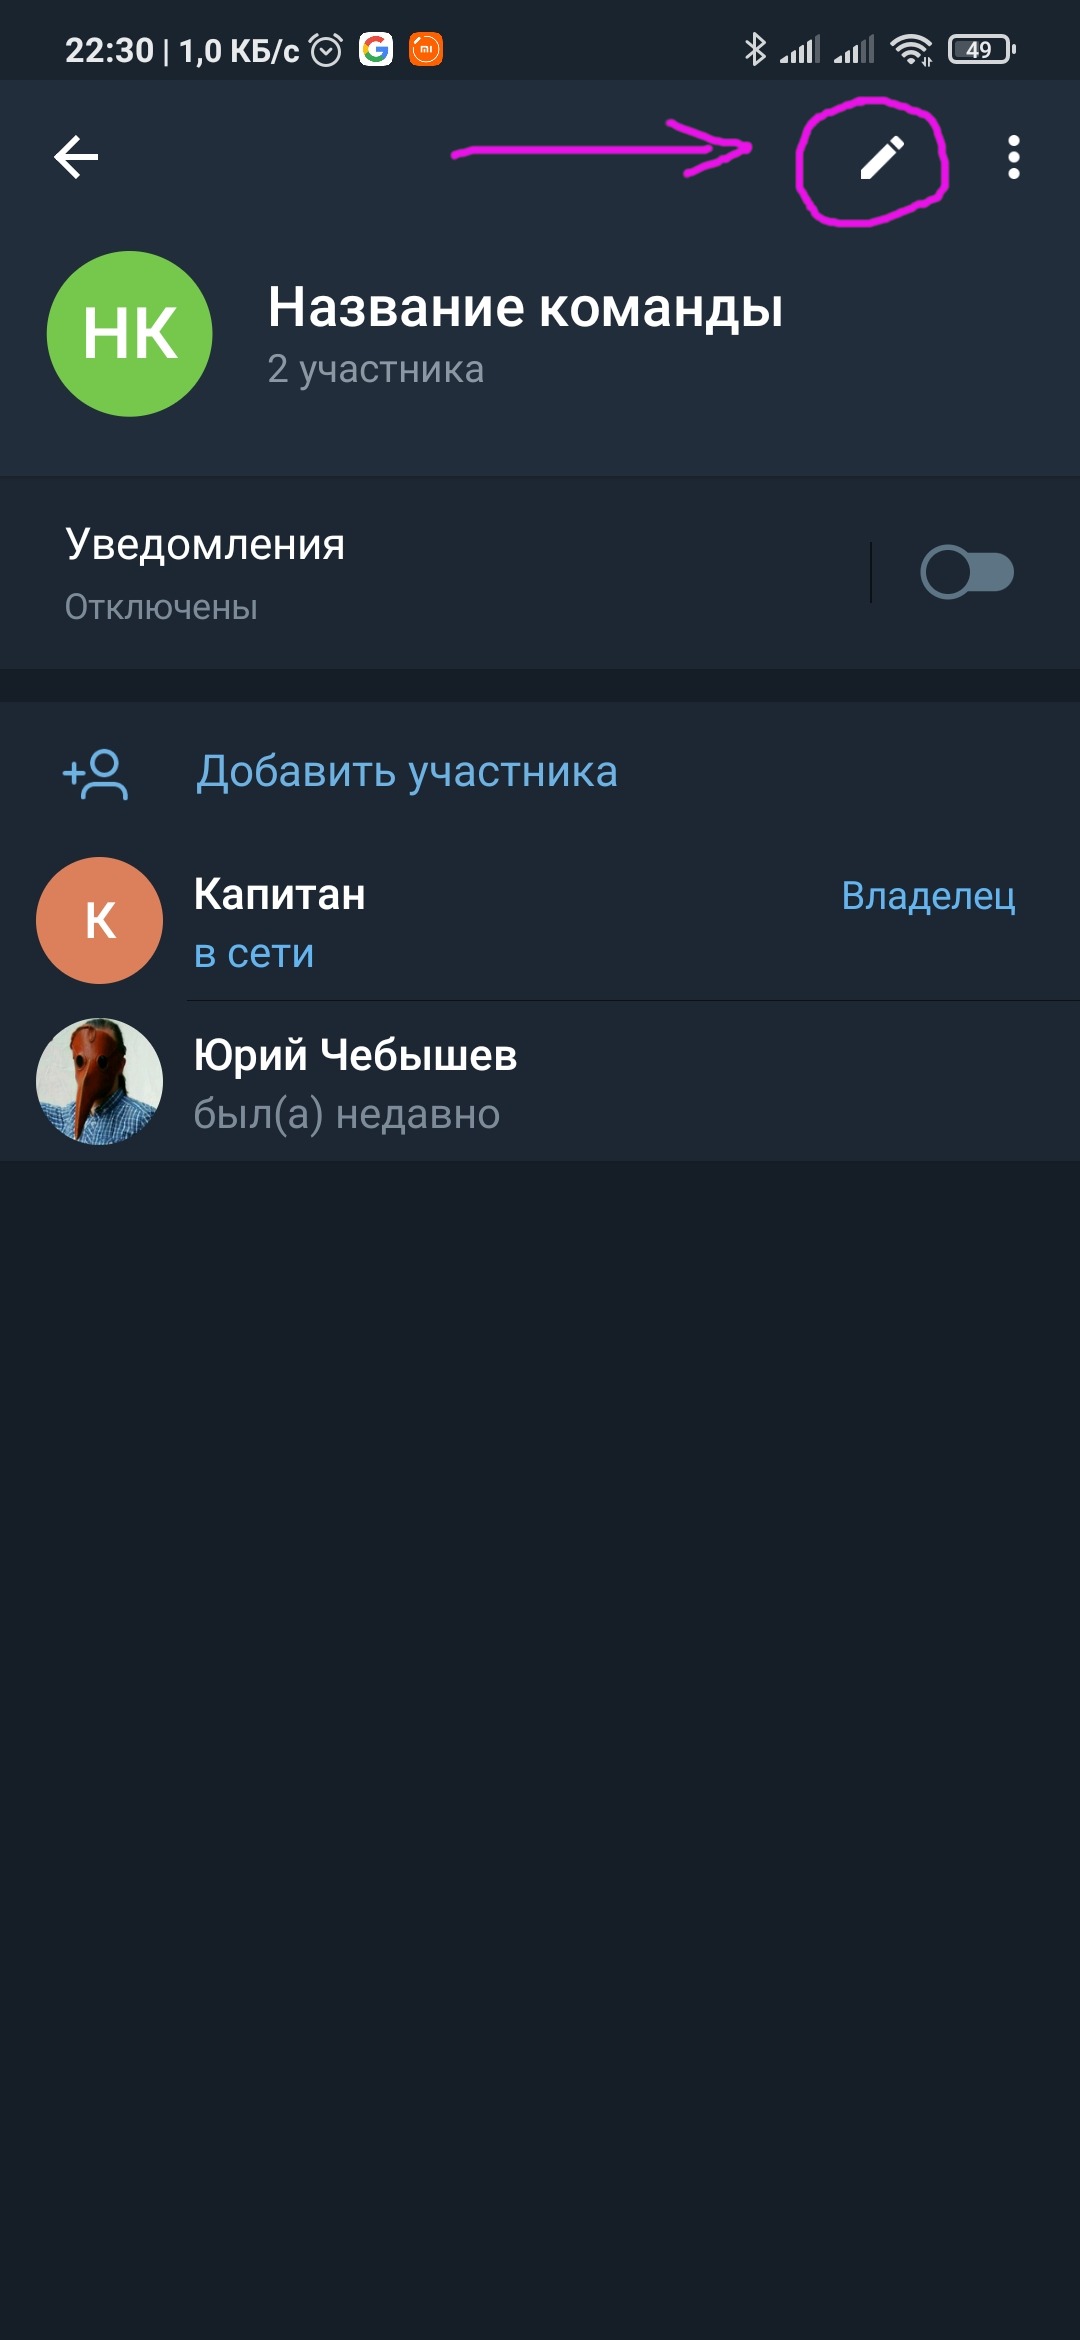 22:30 | 1,0 КБ/с
49
НК
Название команды
2 участника
Уведомления
Отключены
Добавить участника
К
Капитан
Владелец
в сети
Юрий Чебышев
был(а) недавно